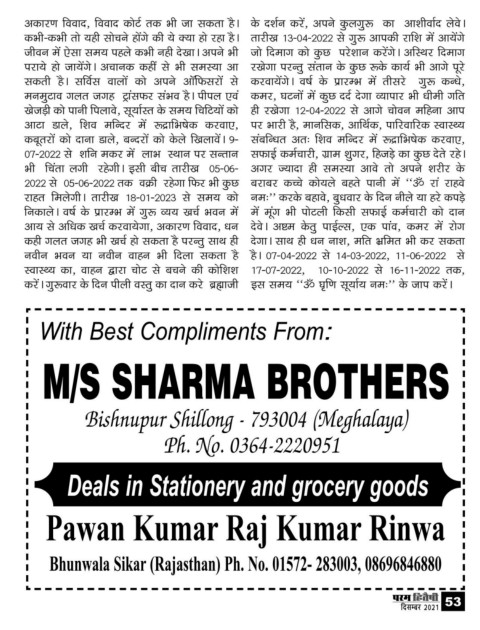 अकारण विवाद, विवाद कोर्ट तक भी जा सकता है।
कभी-कभी तो यही सोचने होंगे की ये क्या हो रहा है।
जीवन में ऐसा समय पहले कभी नही देखा। अपने भी
पराये हो जायेंगे। अचानक कहीं से भी समस्या आ
सकती है। सर्विस वालों को अपने ऑफिसरों से
मनमुटाव गलत जगह ट्रांसफर संभव है। पीपल एवं
खेजड़ी को पानी पिलावे, सूर्यास्त के समय चिटियों को
आटा डाले, शिव मन्दिर में रूद्राभिषेक करवाए,
कबूतरों को दाना डाले, बन्दरों को केले खिलावें। 9-
07-2022 से शनि मकर में लाभ स्थान पर सन्तान
भी चिंता लगी रहेगी। इसी बीच तारीख 05-06-
2022 से 05-06-2022 तक वक्री रहेगा फिर भी कुछ
राहत मिलेगी। तारीख 18-01-2023 से समय को
निकाले। वर्ष के प्रारम्भ में गुरू व्यय खर्च भवन में
आय से अधिक खर्च करवायेगा, अकारण विवाद, धन
कही गलत जगह भी खर्च हो सकता है परन्तु साथ ही
नवीन भवन या नवीन वाहन भी दिला सकता है
स्वास्थ्य का, वाहन द्वारा चोट से बचने की कोशिश
करें। गुरूवार के दिन पीली वस्तु का दान करे ब्रह्माजी
के दर्शन करें, अपने कुलगुरू का आशीर्वाद लेवे।
तारीख 13-04-2022 से गुरू आपकी राशि में आयेंगे
जो दिमाग को कुछ परेशान करेंगे। अस्थिर दिमाग
रखेगा परन्तु संतान के कुछ रूके कार्य भी आगे पूरे
करवायेंगे। वर्ष के प्रारम्भ में तीसरे गुरू कन्धे,
कमर, घटनों में कुछ दर्द देगा व्यापार भी धीमी गति
ही रखेगा 12-04-2022 से आगे चोवन महिना आप
पर भारी है, मानसिक, आर्थिक, पारिवारिक स्वास्थ्य
संबन्धित अतः शिव मन्दिर में रूद्राभिषेक करवाए,
सफाई कर्मचारी, ग्राम शुगर, हिजड़े का कुछ देते रहे।
अगर ज्यादा ही समस्या आवे तो अपने शरीर के
बराबर कच्चे कोयले बहते पानी में ‘‘ॐ रां राहवे
नमः’’ करके बहावे, बुधवार के दिन नीले या हरे कपड़े
में मूंग भी पोटली किसी सफाई कर्मचारी को दान
देवे। अष्टम केतु पाईल्स, एक पांव, कमर में रोग
देगा। साथ ही धन नाश, मति भ्रमित भी कर सकता
है। 07-04-2022 से 14-03-2022, 11-06-2022 से
17-07-2022, 10-10-2022 से 16-11-2022 तक,
इस समय ‘‘ॐ घृणि सूर्याय नमः’’ के जाप करें।
With Best Compliments From:
M/S SHARMA BROTHERS
Bishnupur Shillong - 793004 (Meghalaya)
Ph. No. 0364-2220951
Deals in Stationery and grocery goods
Pawan Kumar Raj Kumar Rinwa
Bhunwala Sikar (Rajasthan) Ph. No. 01572- 283003, 08696846880
परम हितैषी
दिसम्बर 2021 53